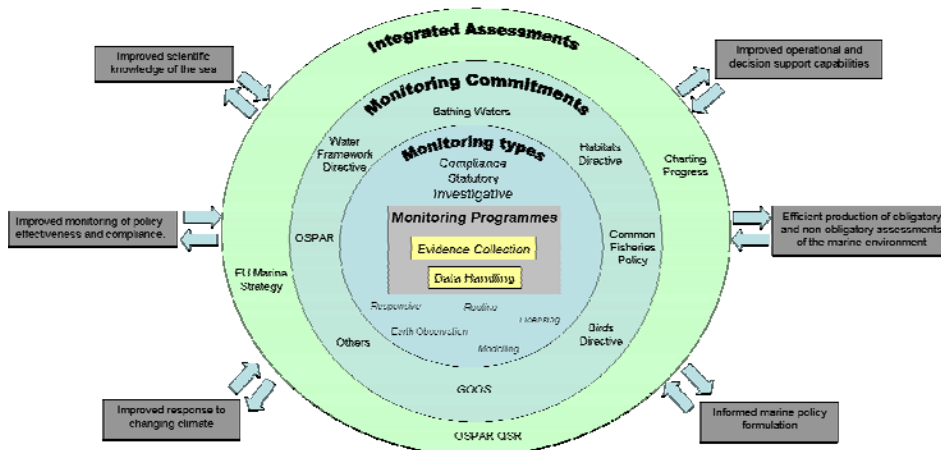 Integrated Assessments
Improved scientific
knowledge of the sea
Improved operational and
decision support capabilities
Monitoring Commitments
Bathing Waters
Water
Framework
Directive
Monitoring types
Habitats
Directive
Compliance
Statutory
Investigative
Charting
Progress
Monitoring Programmes
Improved monitoring of policy
effectiveness and compliance.
OSPAR
Evidence Collection
Common
Fisheries
Policy
Efficient production of obligatory
and non obligatory assessments
of the marine environment
EU Marine
Strategy
Data Handling
Responsive
Routine
Licensing
Earth Observation
Modelling
Others
Birds
Directive
GOOS
Improved response to
changing climate
Informed marine policy
formulation
OSPAR QSR